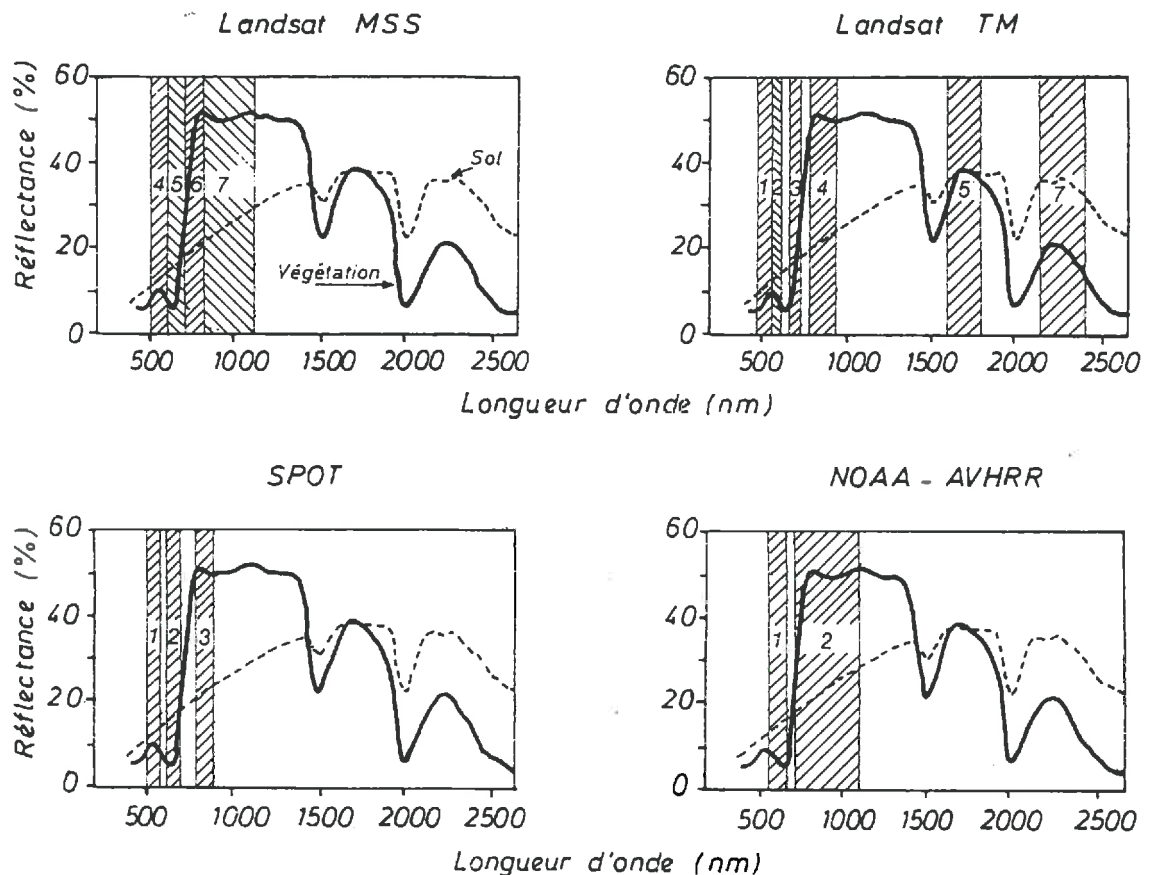 Landsat MSS
Réflectance (%)
60
40
20
0
4 5 6 7
Sol
Végétation
500 1000 1500 2000 2500
Landsat TM
60
40
20
0
1 2 3 4 5 7
500 1000 1500 2000 2500
Longueur d'onde (nm)
SPOT
Réflectance (%)
60
40
20
0
1 2 3
500 1000 1500 2000 2500
NOAA - AVHRR
60
40
20
0
1 2
500 1000 1500 2000 2500
Longueur d'onde (nm)